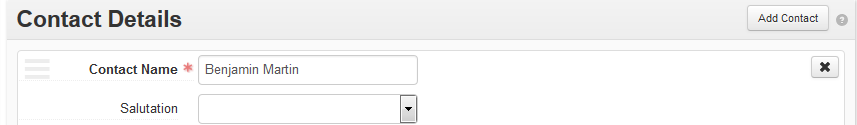 Contact Details
Add Contact ?
Contact Name *
Benjamin Martin
Salutation